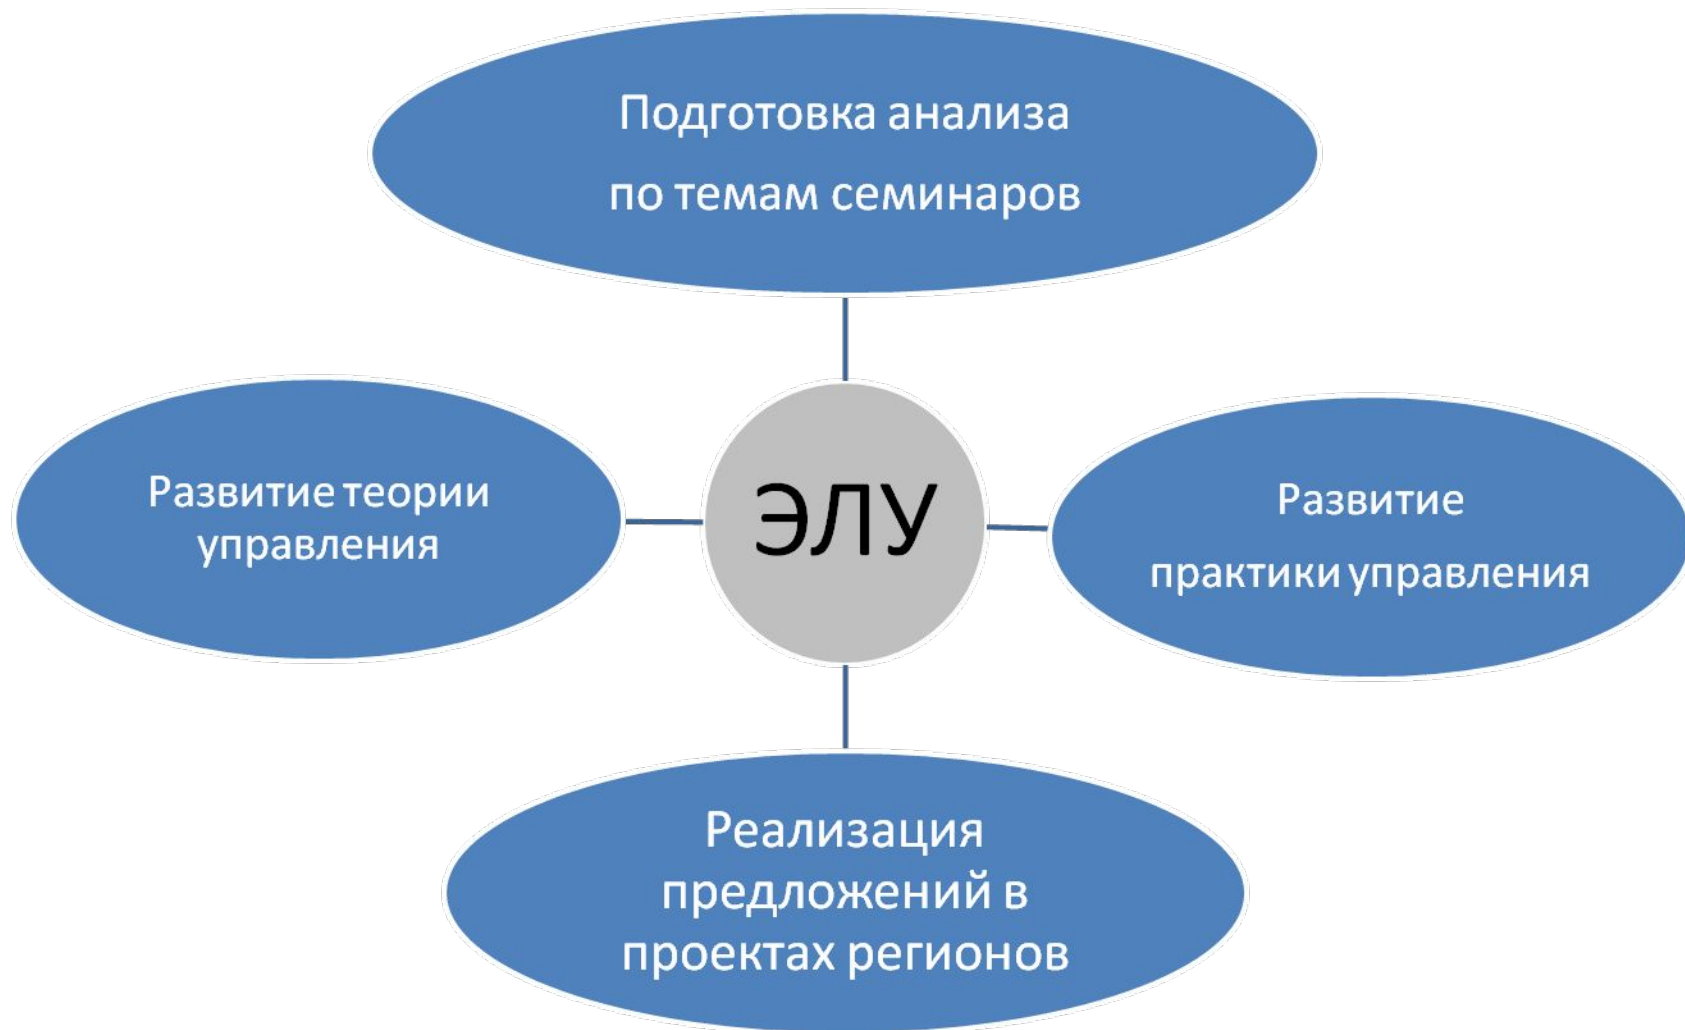 Подготовка анализа
по темам семинаров
Развитие теории
управления
ЭЛУ
Развитие
практики управления
Реализация
предложений в
проектах регионов